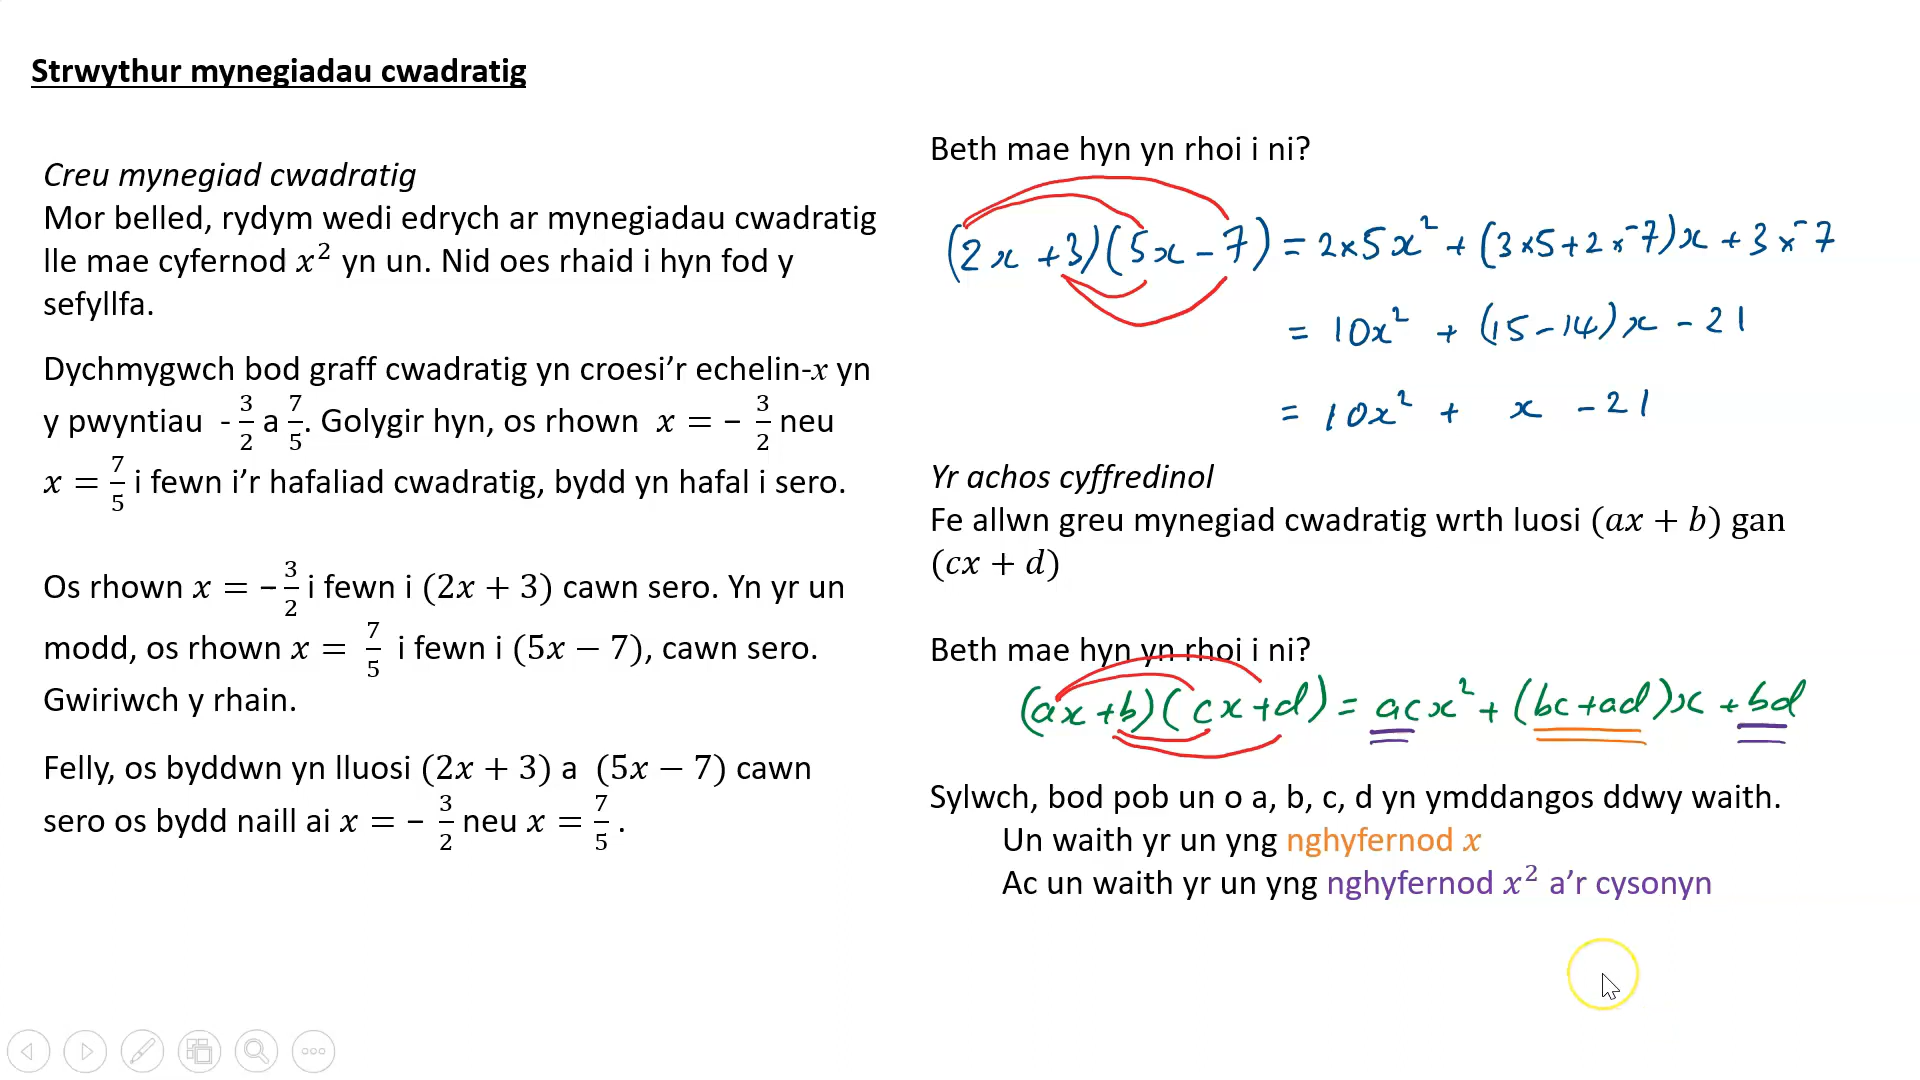 Strwythur mynegiadau cwadratig
Creu mynegiad cwadratig
Mor belled, rydym wedi edrych ar mynegiadau cwadratig
lle mae cyfernod x² yn un. Nid oes rhaid i hyn fod y
sefyllfa.
Dychmygwch bod graff cwadratig yn croesi’r echelin-x yn
y pwyntiau -3/2 a 7/5. Golygir hyn, os rhown x = −3/2 neu
x = 7/5 i fewn i’r hafaliad cwadratig, bydd yn hafal i sero.
Os rhown x = −3/2 i fewn i (2x + 3) cawn sero. Yn yr un
modd, os rhown x = 7/5 i fewn i (5x − 7), cawn sero.
Gwiriwch y rhain.
Felly, os byddwn yn lluosi (2x + 3) a (5x − 7) cawn
sero os bydd naill ai x = −3/2 neu x = 7/5.
Beth mae hyn yn rhoi i ni?
(2x + 3)(5x − 7) = 2×5x² + (3×5 + 2×⁻7)x + 3×⁻7
= 10x² + (15 − 14)x − 21
= 10x² + x − 21
Yr achos cyffredinol
Fe allwn greu mynegiad cwadratig wrth luosi (ax + b) gan
(cx + d)
Beth mae hyn yn rhoi i ni?
(ax + b)(cx + d) = acx² + (bc + ad)x + bd
Sylwch, bod pob un o a, b, c, d yn ymddangos ddwy waith.
Un waith yr un yng nghyfernod x
Ac un waith yr un yng nghyfernod x² a’r cysonyn